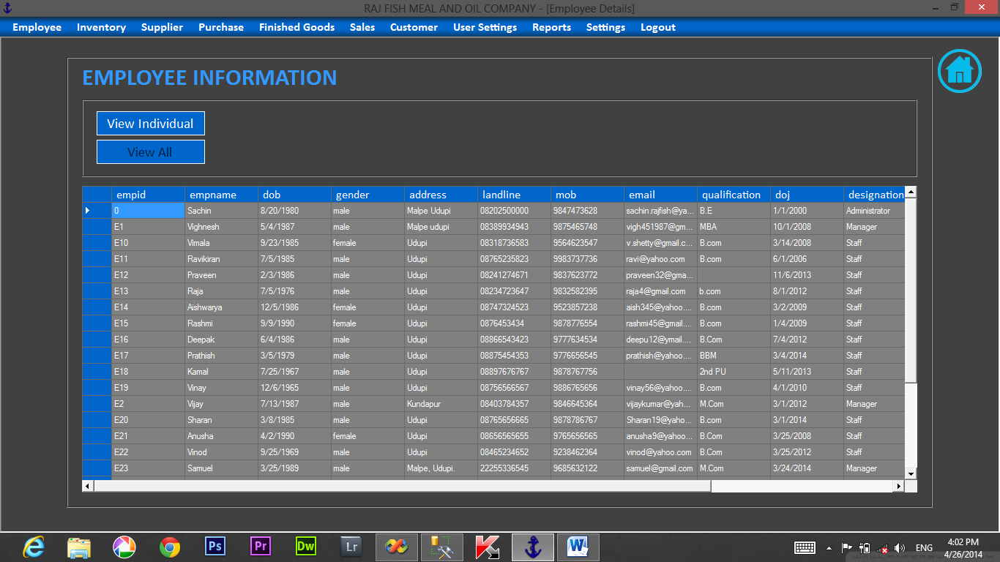 RAJ FISH MEAL AND OIL COMPANY - [Employee Details]
Employee Inventory Supplier Purchase Finished Goods Sales Customer User Settings Reports Settings Logout
EMPLOYEE INFORMATION
View Individual
View All
empid empname dob gender address landline mob email qualification doj designation
0 Sachin 8/20/1980 male Malpe Udupi 08202500000 9847473628 sachin.rajfish@ya... B.E 1/1/2000 Administrator
E1 Vighnesh 5/4/1987 male Malpe udupi 08389934943 9875465748 vigh451987@gm... MBA 10/1/2008 Manager
E10 Vimala 9/23/1985 female Udupi 08318736583 9564623547 v.shetty@gmail.c... B.com 3/14/2008 Staff
E11 Ravikiran 7/5/1985 male Udupi 08765235823 9983737736 ravi@yahoo.com B.com 6/1/2006 Staff
E12 Praveen 2/3/1986 male Udupi 08241274671 9837623772 praveen32@gma... 11/6/2013 Staff
E13 Raja 7/5/1976 male Udupi 08234723647 9832582395 raja4@gmail.com b.com 8/1/2012 Staff
E14 Aishwarya 12/5/1986 female Udupi 08747324523 9523857238 aish345@yahoo.... B.com 3/2/2009 Staff
E15 Rashmi 9/9/1990 female Udupi 0876453434 9878776554 rashmi45@gmail.... B.com 1/4/2009 Staff
E16 Deepak 6/4/1986 male Udupi 08866543423 9777634534 deepu12@ymail.... B.Com 7/4/2012 Staff
E17 Prathish 3/5/1979 male Udupi 08875454353 9776656545 prathish@yahoo.... BBM 3/4/2014 Staff
E18 Kamal 7/25/1967 male Udupi 08897676767 9878767756 2nd PU 5/11/2013 Staff
E19 Vinay 12/6/1965 male Udupi 08756566567 9886765656 vinay56@yahoo.... B.com 4/1/2010 Staff
E2 Vijay 7/13/1987 male Kundapur 08403784357 9846645364 vijaykumar@yah... M.Com 3/1/2012 Manager
E20 Sharan 3/8/1985 male Udupi 08765656665 9878786767 Sharan19@yaho... B.com 3/1/2014 Staff
E21 Anusha 4/2/1990 female Udupi 08656565655 9765656565 anusha9@yahoo... B.Com 3/25/2008 Staff
E22 Vinod 9/25/1969 male Udupi 08465234652 9238462364 vinod@yahoo.com B.Com 3/25/2012 Staff
E23 Samuel 3/25/1989 male Malpe, Udupi. 22255336545 9685632122 samuel@gmail.com M.Com 3/24/2014 Manager
Ps Pr Dw Lr W ENG 4:02 PM
4/26/2014